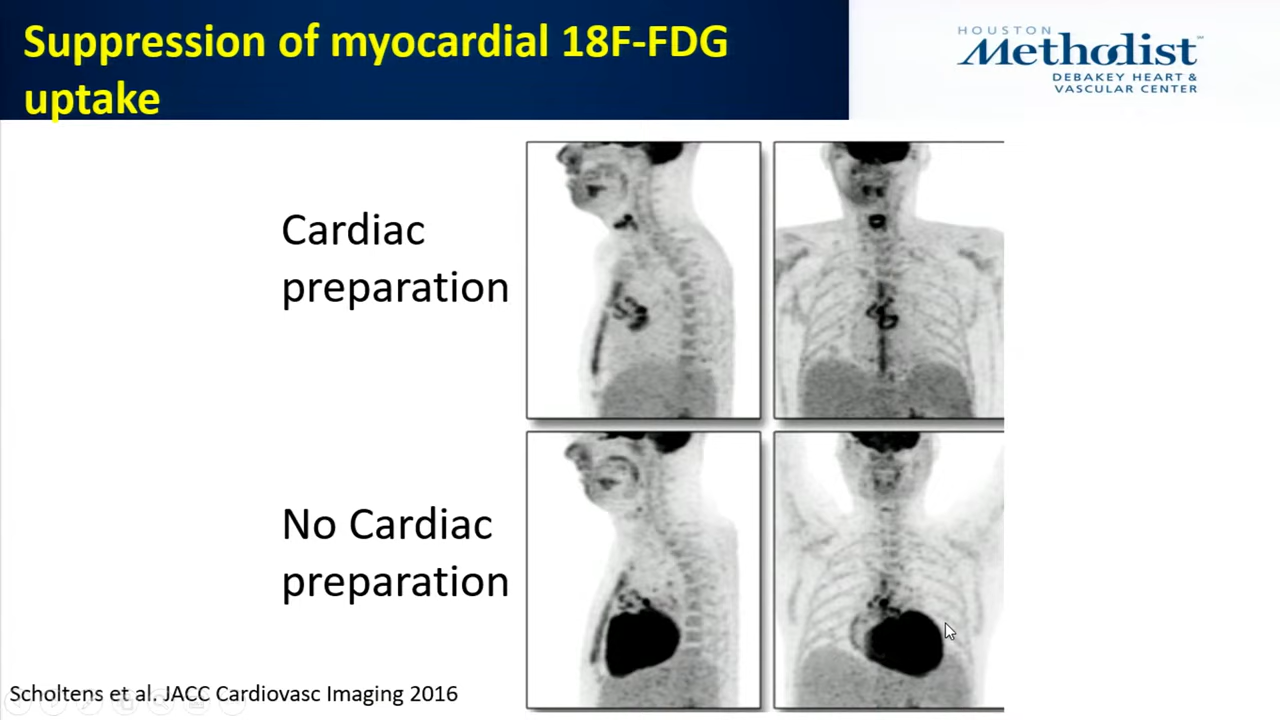 Suppression of myocardial 18F-FDG
uptake
HOUSTON
Methodist
DEBAKEY HEART &
VASCULAR CENTER
Cardiac
preparation
No Cardiac
preparation
Scholtens et al. JACC Cardiovasc Imaging 2016